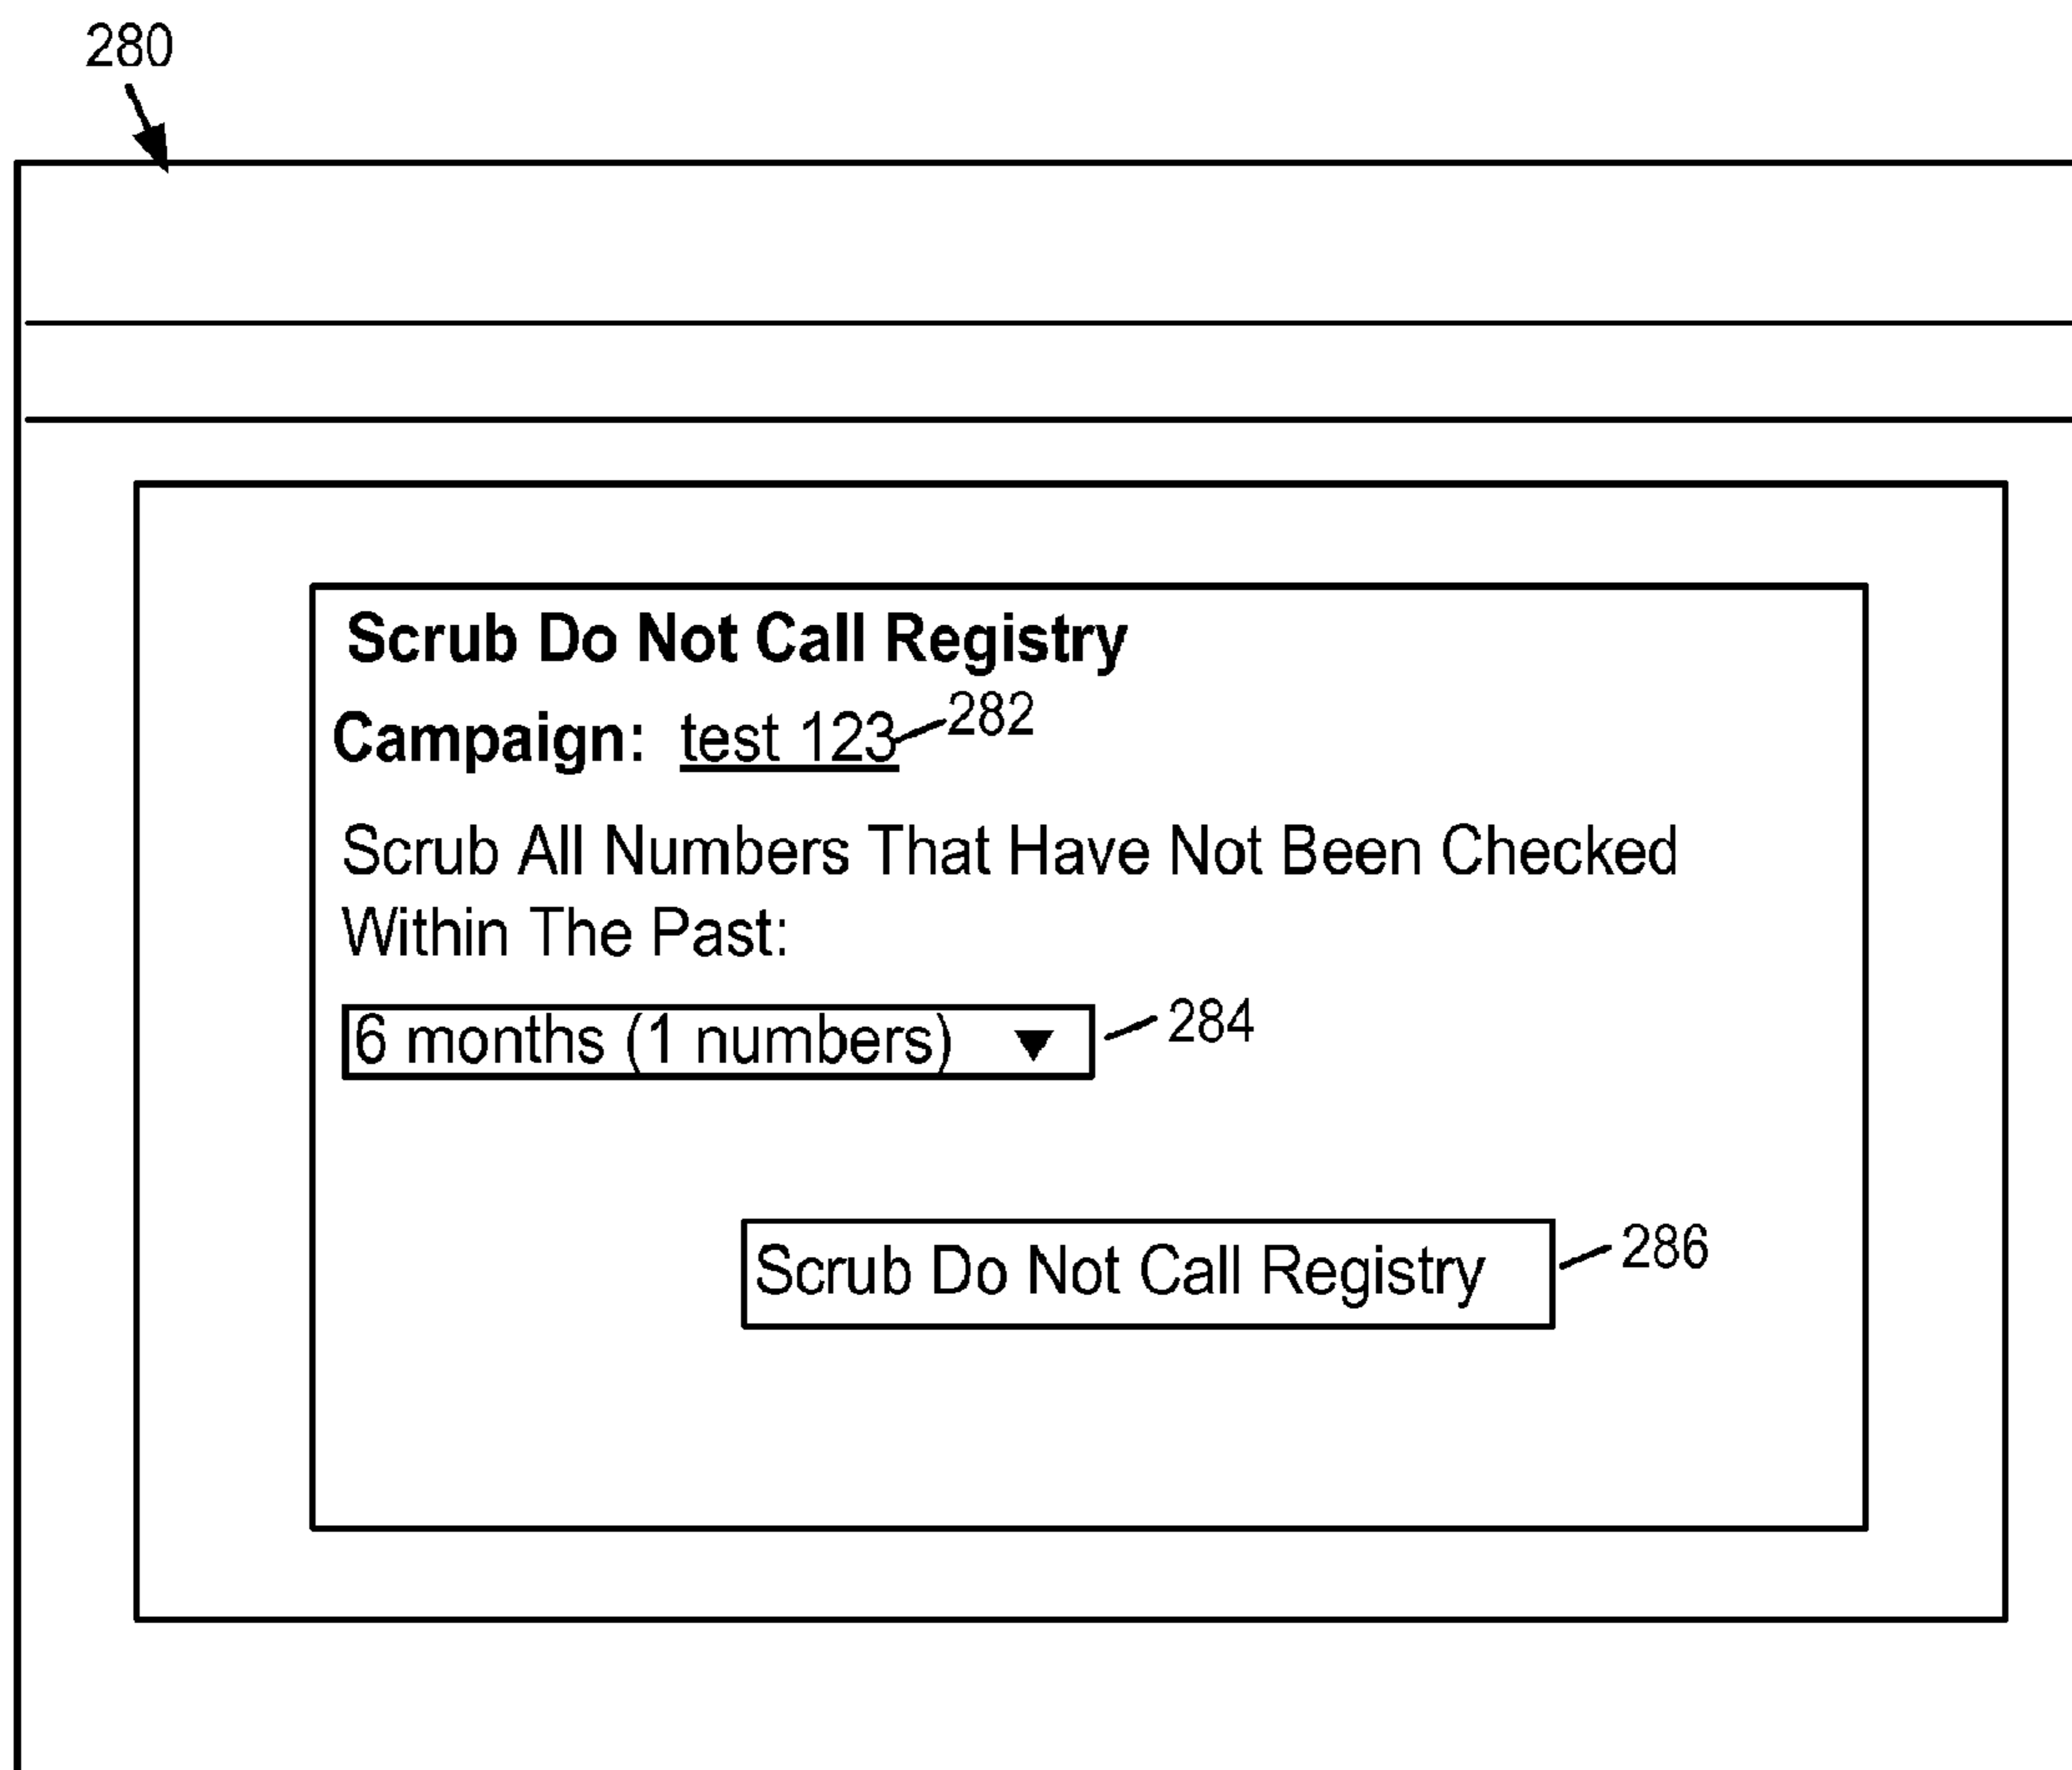 280
Scrub Do Not Call Registry
Campaign: test 123 282
Scrub All Numbers That Have Not Been Checked
Within The Past:
6 months (1 numbers) 284
Scrub Do Not Call Registry 286